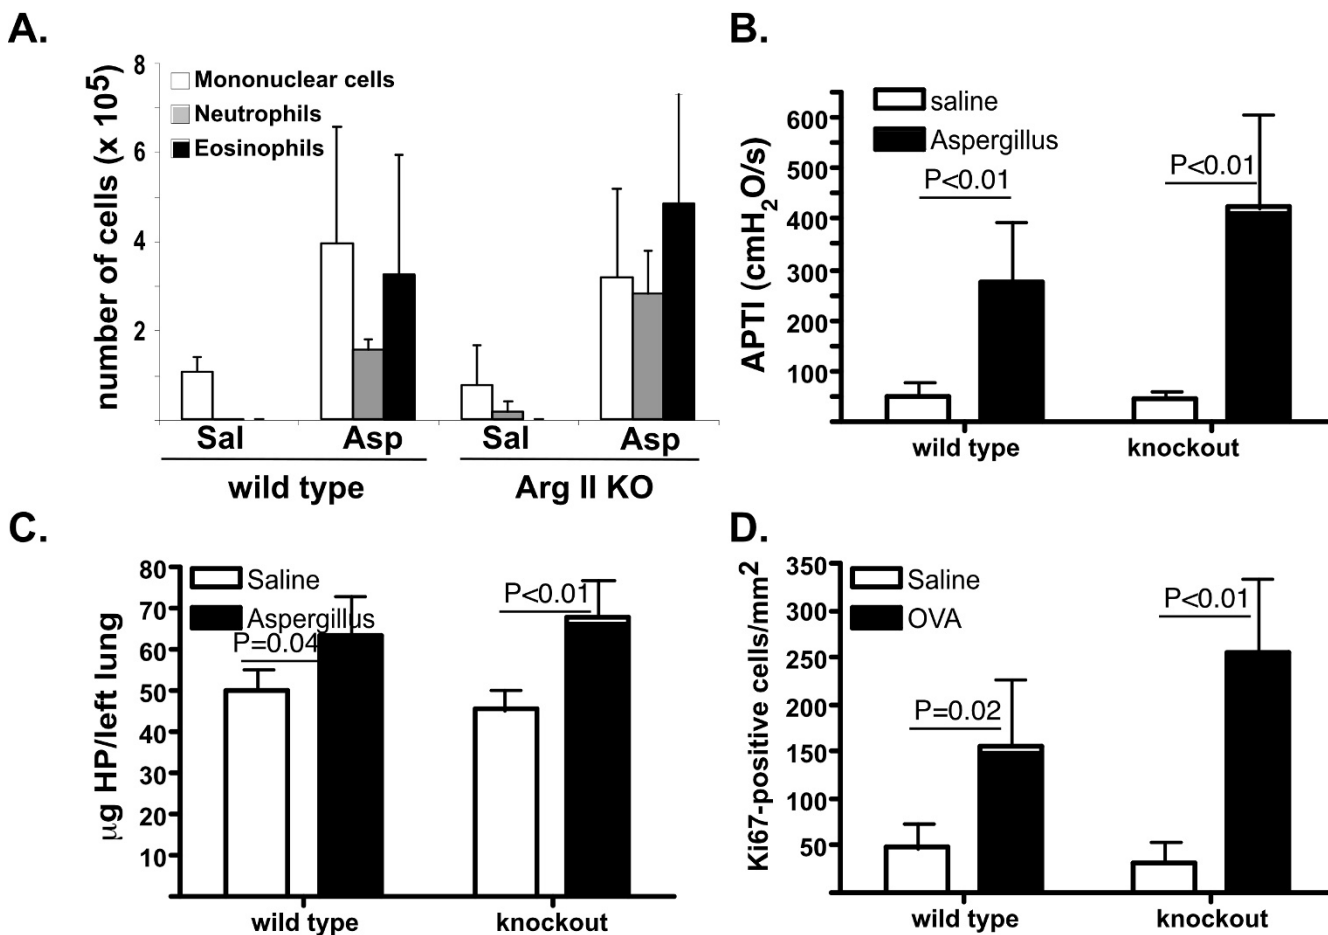 A.
number of cells (x 10⁵)
8
6
4
2
Mononuclear cells
Neutrophils
Eosinophils
Sal
Asp
Sal
Asp
wild type
Arg II KO
B.
APTI (cmH₂O/s)
600
500
400
300
200
100
saline
Aspergillus
P<0.01
P<0.01
wild type
knockout
C.
µg HP/left lung
80
70
60
50
40
30
20
10
Saline
Aspergillus
P=0.04
P<0.01
wild type
knockout
D.
Ki67-positive cells/mm²
350
300
250
200
150
100
50
Saline
OVA
P=0.02
P<0.01
wild type
knockout